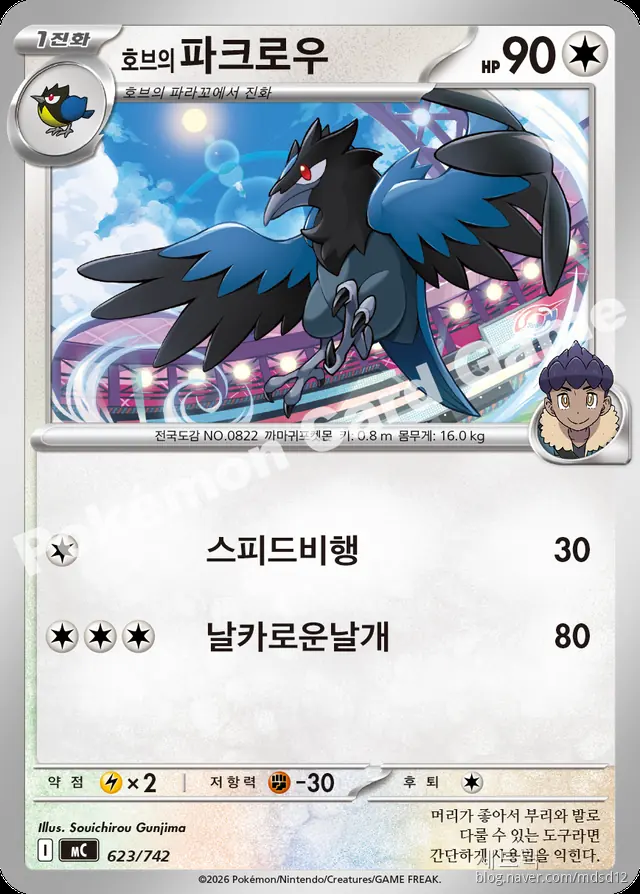 1진화
호브의 파크로우
HP 90
호브의 파라꼬에서 진화
Pokémon Card Game
전국도감 NO.0822 까마귀포켓몬 키: 0.8 m 몸무게: 16.0 kg
스피드비행 30
날카로운날개 80
약점 ×2 저항력 -30 후퇴
Illus. Souichirou Gunjima
I mC 623/742
머리가 좋아서 부리와 발로
다룰 수 있는 도구라면
간단하게 사용법을 익힌다.
©2026 Pokémon/Nintendo/Creatures/GAME FREAK.
blog.naver.com/mdsd12